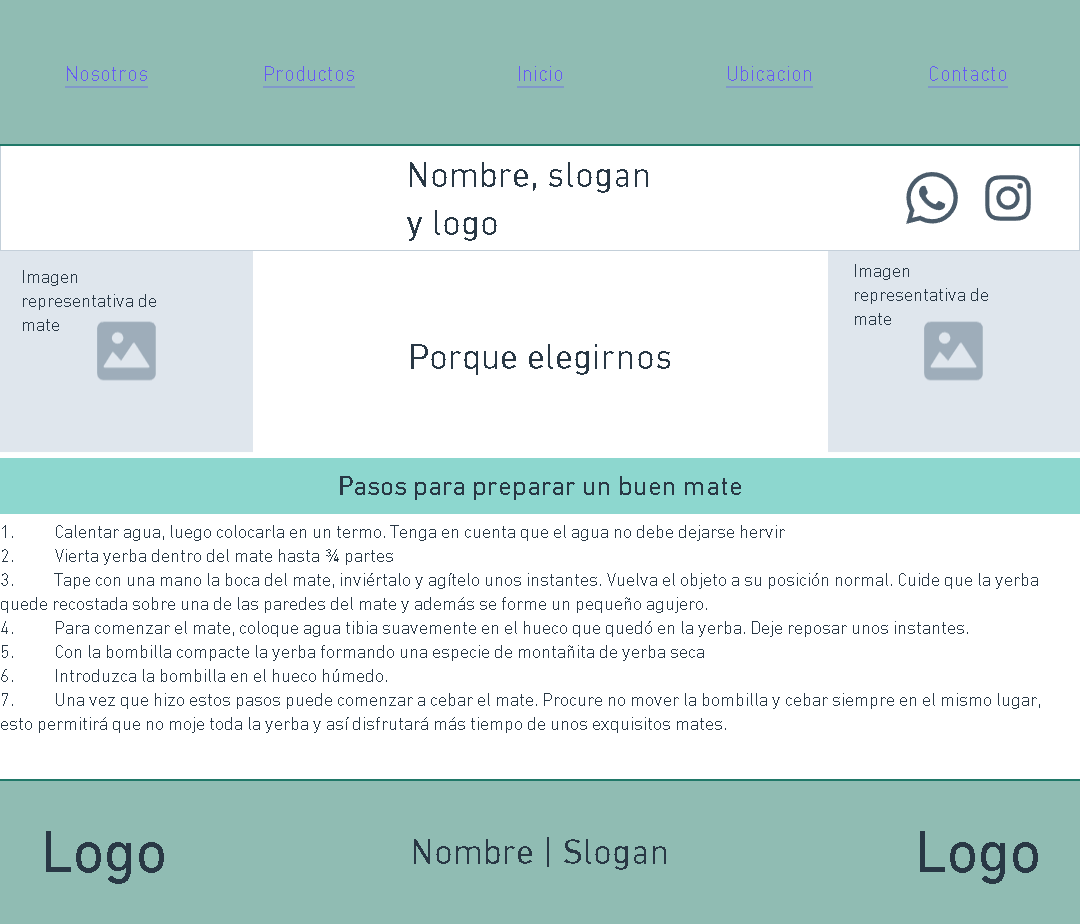 Nosotros Productos Inicio Ubicacion Contacto
Nombre, slogan
y logo
Imagen
representativa de
mate
Porque elegirnos
Imagen
representativa de
mate
Pasos para preparar un buen mate
1. Calentar agua, luego colocarla en un termo. Tenga en cuenta que el agua no debe dejarse hervir
2. Vierta yerba dentro del mate hasta ¾ partes
3. Tape con una mano la boca del mate, inviértalo y agítelo unos instantes. Vuelva el objeto a su posición normal. Cuide que la yerba
quede recostada sobre una de las paredes del mate y además se forme un pequeño agujero.
4. Para comenzar el mate, coloque agua tibia suavemente en el hueco que quedó en la yerba. Deje reposar unos instantes.
5. Con la bombilla compacte la yerba formando una especie de montañita de yerba seca
6. Introduzca la bombilla en el hueco húmedo.
7. Una vez que hizo estos pasos puede comenzar a cebar el mate. Procure no mover la bombilla y cebar siempre en el mismo lugar,
esto permitirá que no moje toda la yerba y así disfrutará más tiempo de unos exquisitos mates.
Logo Nombre | Slogan Logo